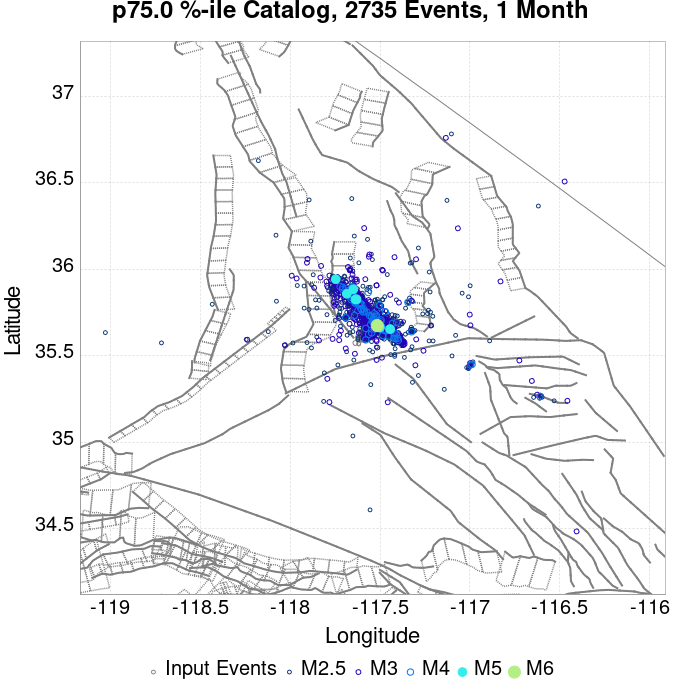 p75.0 %-ile Catalog, 2735 Events, 1 Month
37
36.5
36
35.5
35
34.5
Latitude
-119 -118.5 -118 -117.5 -117 -116.5 -116
Longitude
Input Events M2.5 M3 M4 M5 M6